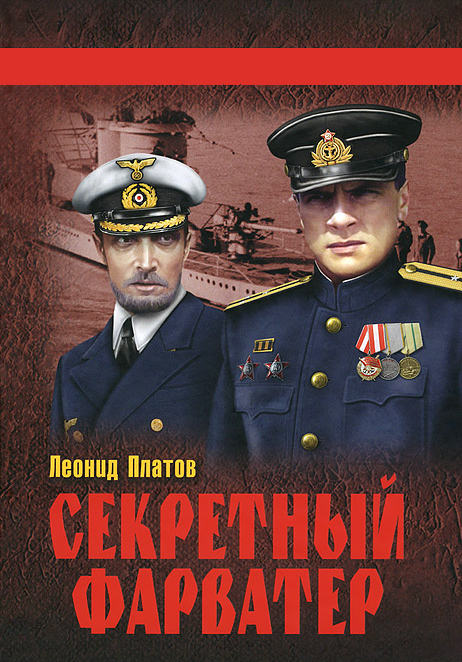 Леонид Платов
СЕКРЕТНЫЙ
ФАРВАТЕР